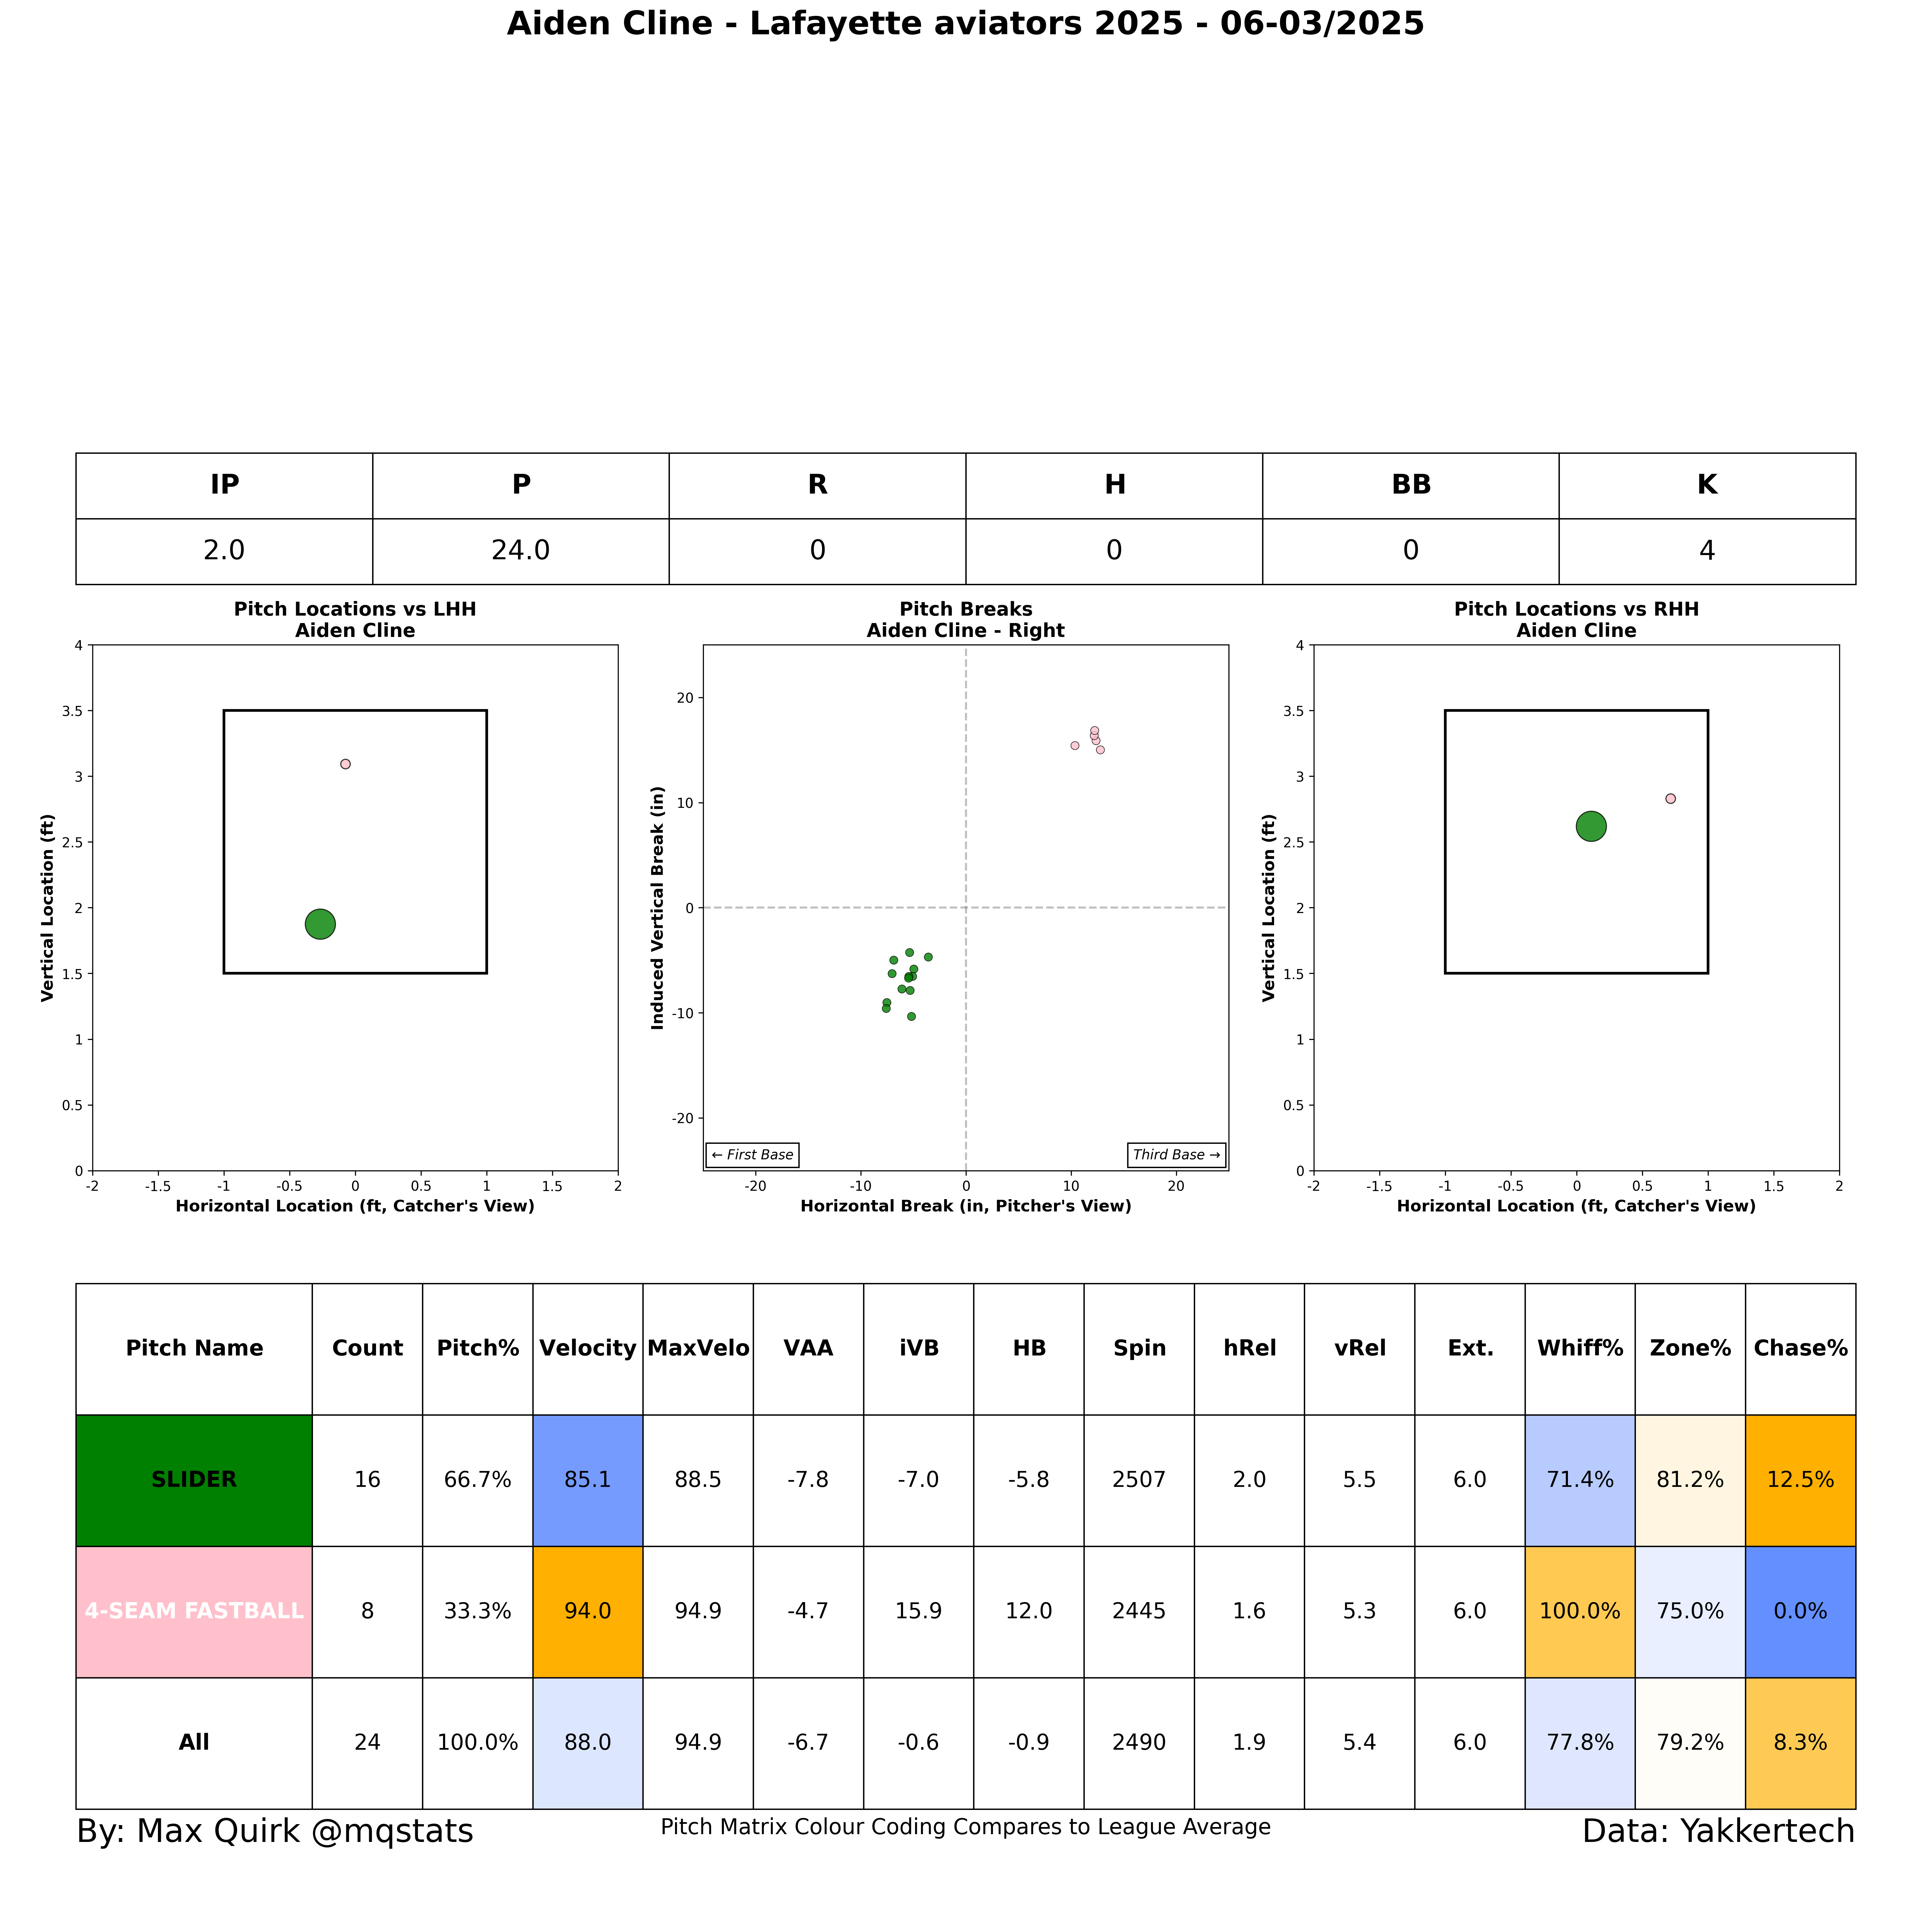 Aiden Cline - Lafayette aviators 2025 - 06-03/2025
IP P R H BB K
2.0 24.0 0 0 0 4
Pitch Locations vs LHH
Aiden Cline
4
3.5
3
2.5
2
1.5
1
0.5
0
-2 -1.5 -1 -0.5 0 0.5 1 1.5 2
Vertical Location (ft)
Horizontal Location (ft, Catcher's View)
Pitch Breaks
Aiden Cline - Right
20
10
0
-10
-20
← First Base Third Base →
-20 -10 0 10 20
Induced Vertical Break (in)
Horizontal Break (in, Pitcher's View)
Pitch Locations vs RHH
Aiden Cline
4
3.5
3
2.5
2
1.5
1
0.5
0
-2 -1.5 -1 -0.5 0 0.5 1 1.5 2
Vertical Location (ft)
Horizontal Location (ft, Catcher's View)
Pitch Name Count Pitch% Velocity MaxVelo VAA iVB HB Spin hRel vRel Ext. Whiff% Zone% Chase%
SLIDER 16 66.7% 85.1 88.5 -7.8 -7.0 -5.8 2507 2.0 5.5 6.0 71.4% 81.2% 12.5%
4-SEAM FASTBALL 8 33.3% 94.0 94.9 -4.7 15.9 12.0 2445 1.6 5.3 6.0 100.0% 75.0% 0.0%
All 24 100.0% 88.0 94.9 -6.7 -0.6 -0.9 2490 1.9 5.4 6.0 77.8% 79.2% 8.3%
By: Max Quirk @mqstats Pitch Matrix Colour Coding Compares to League Average Data: Yakkertech